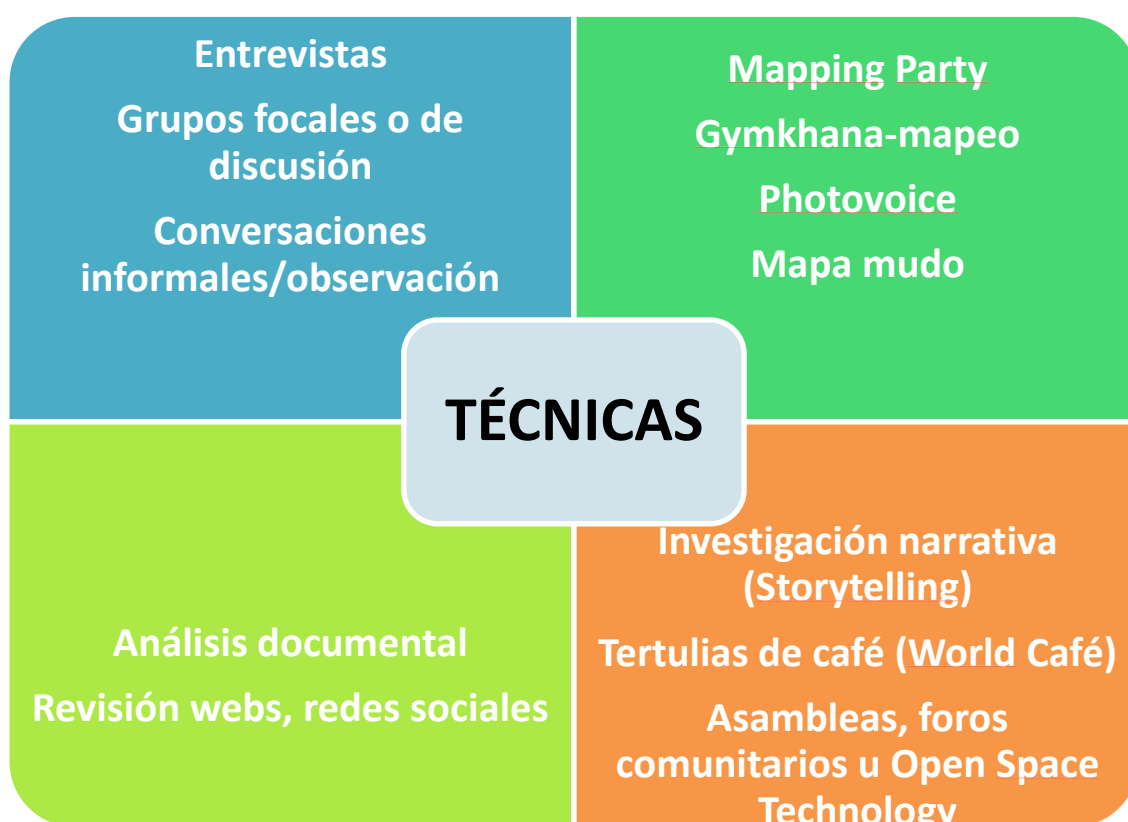 Entrevistas
Grupos focales o de
discusión
Conversaciones
informales/observación
Mapping Party
Gymkhana-mapeo
Photovoice
Mapa mudo
TÉCNICAS
Análisis documental
Revisión webs, redes sociales
Investigación narrativa
(Storytelling)
Tertulias de café (World Café)
Asambleas, foros
comunitarios u Open Space
Technology